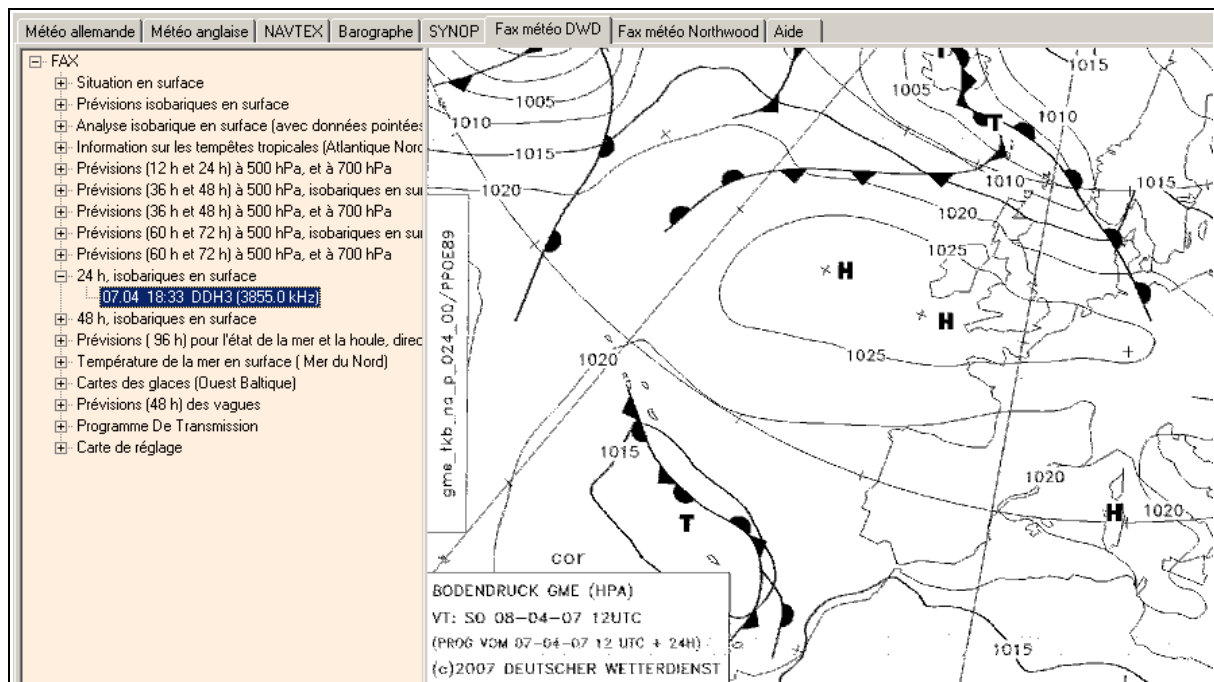 Météo allemande Météo anglaise NAVTEX Barographe SYNOP Fax météo DWD Fax météo Northwood Aide
FAX
Situation en surface
Prévisions isobariques en surface
Analyse isobarique en surface (avec données pointées
Information sur les tempêtes tropicales (Atlantique Nord
Prévisions (12 h et 24 h) à 500 hPa, et à 700 hPa
Prévisions (36 h et 48 h) à 500 hPa, isobariques en sur
Prévisions (36 h et 48 h) à 500 hPa, et à 700 hPa
Prévisions (60 h et 72 h) à 500 hPa, isobariques en sur
Prévisions (60 h et 72 h) à 500 hPa, et à 700 hPa
24 h, isobariques en surface
07.04 18:33 DDH3 (3855.0 kHz)
48 h, isobariques en surface
Prévisions ( 96 h) pour l'état de la mer et la houle, direc
Température de la mer en surface ( Mer du Nord)
Cartes des glaces (Ouest Baltique)
Prévisions (48 h) des vagues
Programme De Transmission
Carte de réglage
T
1015
1005
1005
1010
1010
T
1015
1020
1010
1015
1020
1025
H
H
1025
1020
gme_tkb_na_p_024_00/PPOE89
1015
T
1020
H
1020
cor
1015
BODENDRUCK GME (HPA)
VT: SO 08-04-07 12UTC
(PROG VOM 07-04-07 12 UTC + 24H)
(c)2007 DEUTSCHER WETTERDIENST